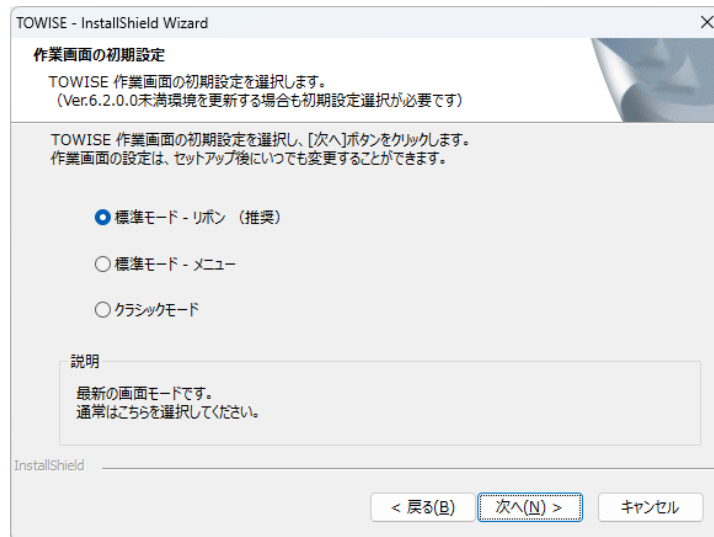 TOWISE - InstallShield Wizard
作業画面の初期設定
TOWISE 作業画面の初期設定を選択します。
（Ver.6.2.0.0未満環境を更新する場合も初期設定選択が必要です）
TOWISE 作業画面の初期設定を選択し、[次へ]ボタンをクリックします。
作業画面の設定は、セットアップ後にいつでも変更することができます。
標準モード - リボン （推奨）
標準モード - メニュー
クラシックモード
説明
最新の画面モードです。
通常はこちらを選択してください。
InstallShield
< 戻る(B)
次へ(N) >
キャンセル